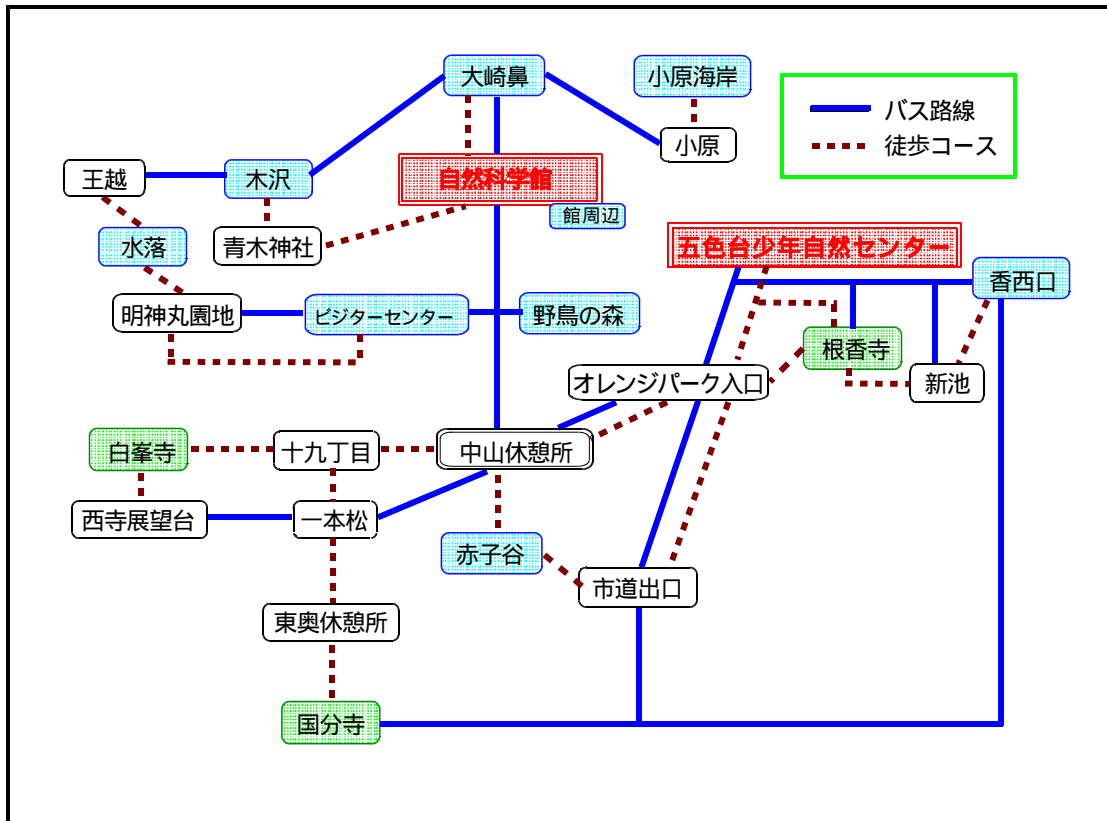 大崎鼻
小原海岸
バス路線
徒歩コース
小原
王越
木沢
自然科学館
館周辺
水落
青木神社
五色台少年自然センター
香西口
明神丸園地
ビジターセンター
野鳥の森
根香寺
オレンジパーク入口
新池
白峯寺
十九丁目
中山休憩所
西寺展望台
一本松
赤子谷
市道出口
東奥休憩所
国分寺